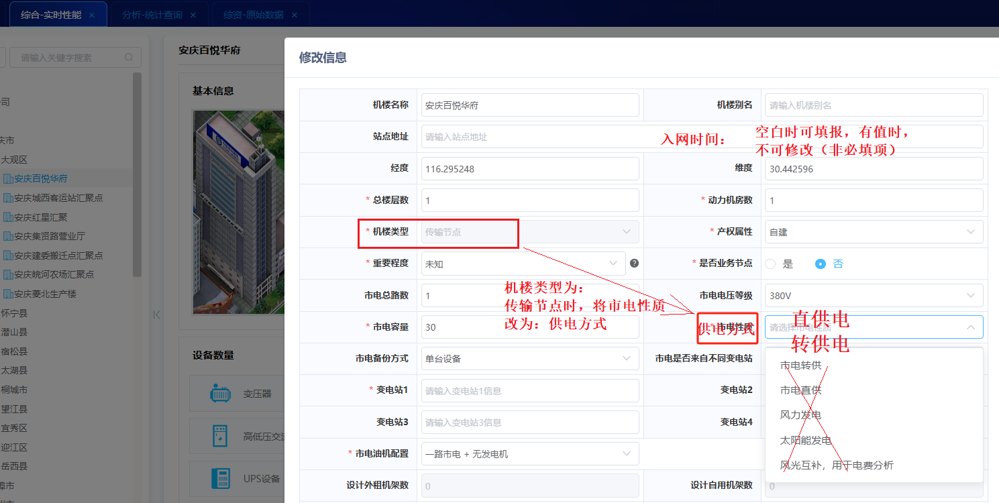 综合-实时性能 ×
分析-统计查询 ×
综资-原始数据 ×
请输入关键字搜索
公司
庆市
大观区
安庆百悦华府
安庆城西客运站汇聚点
安庆红星汇聚
安庆集贤路营业厅
安庆建委搬迁点汇聚点
安庆皖河农场汇聚点
安庆菱北生产楼
怀宁县
潜山县
宿松县
太湖县
桐城市
望江县
宜秀区
迎江区
岳西县
埠市
安庆百悦华府
基本信息
设备数量
变压器
高低压交流
UPS设备
修改信息
机楼名称 安庆百悦华府 机楼别名 请输入机楼别名
站点地址 请输入站点地址
入网时间： 空白时可填报，有值时，
不可修改（非必填项）
经度 116.295248 维度 30.442596
* 总楼层数 1 * 动力机房数 1
* 机楼类型 传输节点 * 产权属性 自建
* 重要程度 未知 ? * 是否业务节点 是 否
市电总路数 1 市电电压等级 380V
机楼类型为：
传输节点时，将市电性质
改为：供电方式
* 市电容量 30 * 市电性质 请选择市电性质
供电方式
直供电
转供电
市电备份方式 单台设备 市电是否来自不同变电站
市电转供
市电直供
风力发电
太阳能发电
风光互补，用于电费分析
* 变电站1 请输入变电站1信息 变电站2
变电站3 请输入变电站3信息 变电站4
* 市电油机配置 一路市电 + 无发电机
设计外租机架数 0 设计自用机架数 0